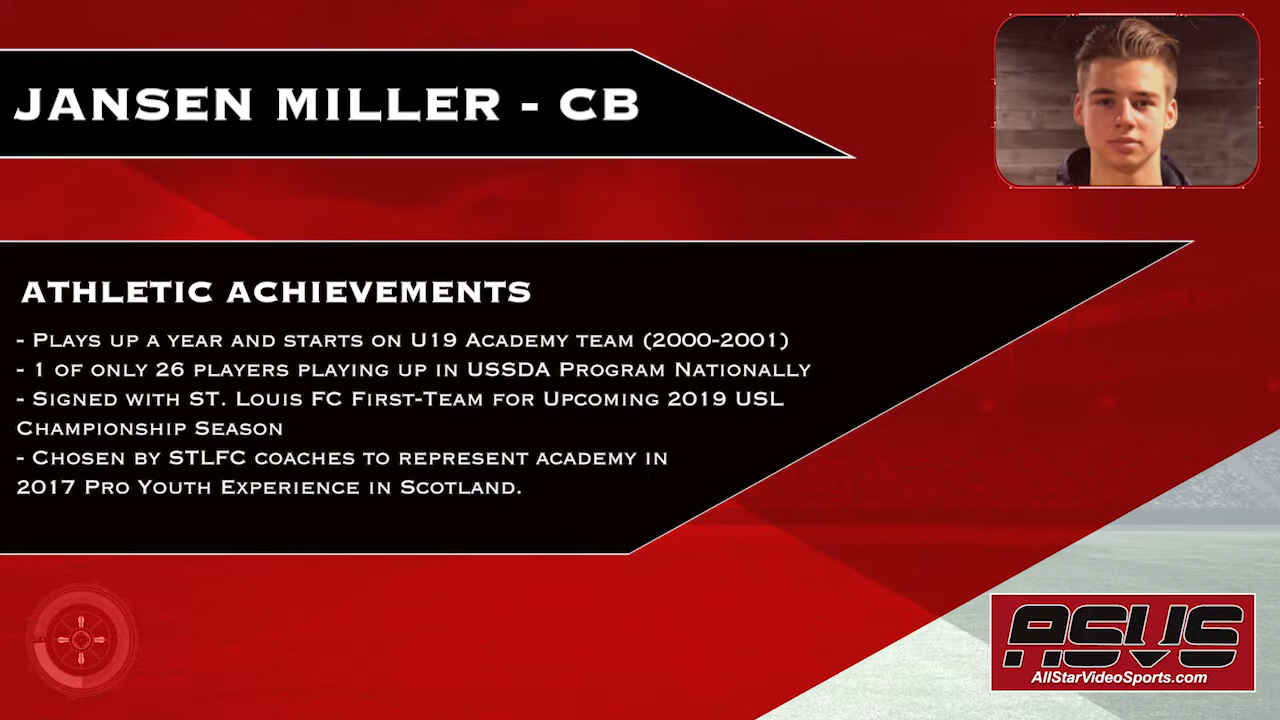 JANSEN MILLER - CB
ATHLETIC ACHIEVEMENTS
- PLAYS UP A YEAR AND STARTS ON U19 ACADEMY TEAM (2000-2001)
- 1 OF ONLY 26 PLAYERS PLAYING UP IN USSDA PROGRAM NATIONALLY
- SIGNED WITH ST. LOUIS FC FIRST-TEAM FOR UPCOMING 2019 USL
CHAMPIONSHIP SEASON
- CHOSEN BY STLFC COACHES TO REPRESENT ACADEMY IN
2017 PRO YOUTH EXPERIENCE IN SCOTLAND.
ASVS
AllStarVideoSports.com